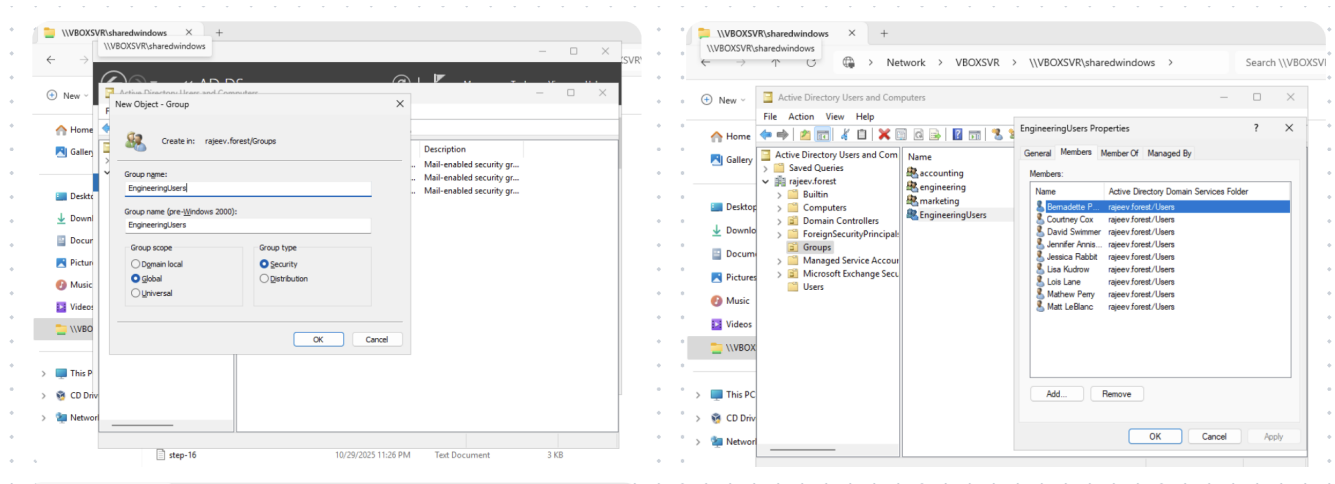 \\VBOXSVR\sharedwindows
\\VBOXSVR\sharedwindows
New
Home
Gallery
Pictur
Music
Videos
\\VBO
This P
CD Driv
Networ
Active Directory Users and Computers
New Object - Group
Create in: rajeev.forest/Groups
Group name:
EngineeringUsers
Group name (pre-Windows 2000):
EngineeringUsers
Group scope
Domain local
Global
Universal
Group type
Security
Distribution
OK
Cancel
Description
Mail-enabled security gr...
Mail-enabled security gr...
Mail-enabled security gr...
step-16 10/29/2025 11:26 PM Text Document 3 KB
\\VBOXSVR\sharedwindows
\\VBOXSVR\sharedwindows
Network > VBOXSVR > \\VBOXSVR\sharedwindows >
Search \\VBOXSVI
New
Home
Gallery
Desktop
Downlo
Docum
Pictures
Music
Videos
\\VBOX
This PC
CD Driv
Networ
Active Directory Users and Computers
File Action View Help
Active Directory Users and Com
Saved Queries
rajeev.forest
Builtin
Computers
Domain Controllers
ForeignSecurityPrincipals
Groups
Managed Service Accour
Microsoft Exchange Secu
Users
Name
accounting
engineering
marketing
EngineeringUsers
EngineeringUsers Properties
General Members Member Of Managed By
Members:
Name Active Directory Domain Services Folder
Bernadette P... rajeev.forest/Users
Courtney Cox rajeev.forest/Users
David Swimmer rajeev.forest/Users
Jennifer Annis... rajeev.forest/Users
Jessica Rabbit rajeev.forest/Users
Lisa Kudrow rajeev.forest/Users
Lois Lane rajeev.forest/Users
Mathew Perry rajeev.forest/Users
Matt LeBlanc rajeev.forest/Users
Add...
Remove
OK
Cancel
Apply